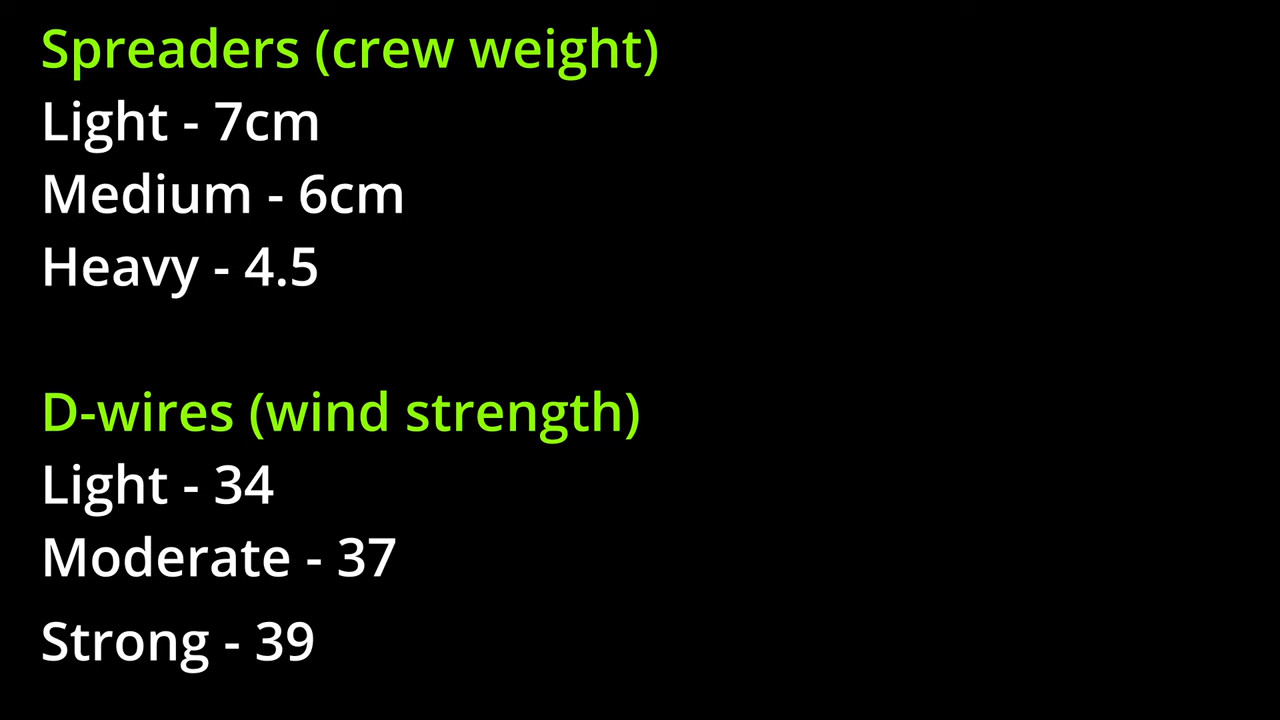 Spreaders (crew weight)
Light - 7cm
Medium - 6cm
Heavy - 4.5
D-wires (wind strength)
Light - 34
Moderate - 37
Strong - 39